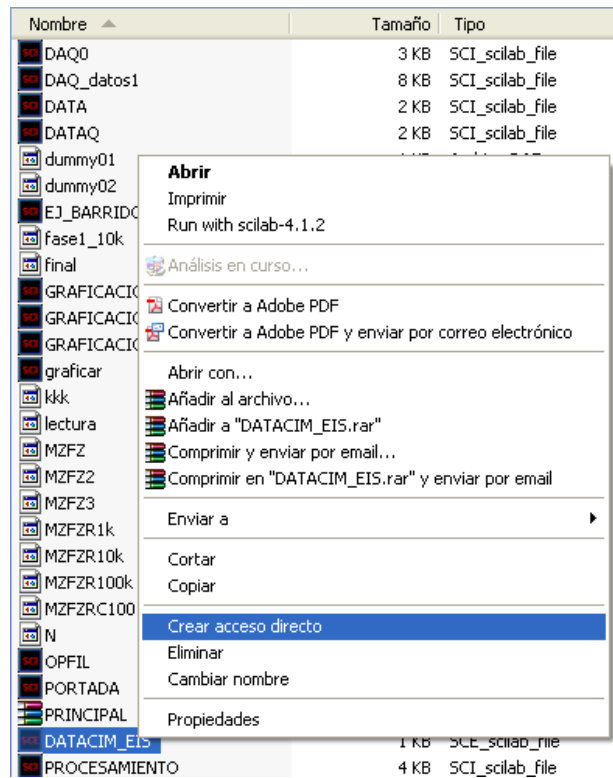 Nombre Tamaño Tipo
DAQ0 3 KB SCI_scilab_file
DAQ_datos1 8 KB SCI_scilab_file
DATA 2 KB SCI_scilab_file
DATAQ 2 KB SCI_scilab_file
dummy01
dummy02
EJ_BARRIDO
fase1_10k
final
GRAFICACIO
GRAFICACIO
GRAFICACIO
graficar
kkk
lectura
MZFZ
MZFZ2
MZFZ3
MZFZR1k
MZFZR10k
MZFZR100k
MZFZRC100
N
OPFIL
PORTADA
PRINCIPAL
DATACIM_EIS 1 KB SCE_scilab_file
PROCESAMIENTO 4 KB SCI_scilab_file
Abrir
Imprimir
Run with scilab-4.1.2
Análisis en curso...
Convertir a Adobe PDF
Convertir a Adobe PDF y enviar por correo electrónico
Abrir con...
Añadir al archivo...
Añadir a "DATACIM_EIS.rar"
Comprimir y enviar por email...
Comprimir en "DATACIM_EIS.rar" y enviar por email
Enviar a
Cortar
Copiar
Crear acceso directo
Eliminar
Cambiar nombre
Propiedades